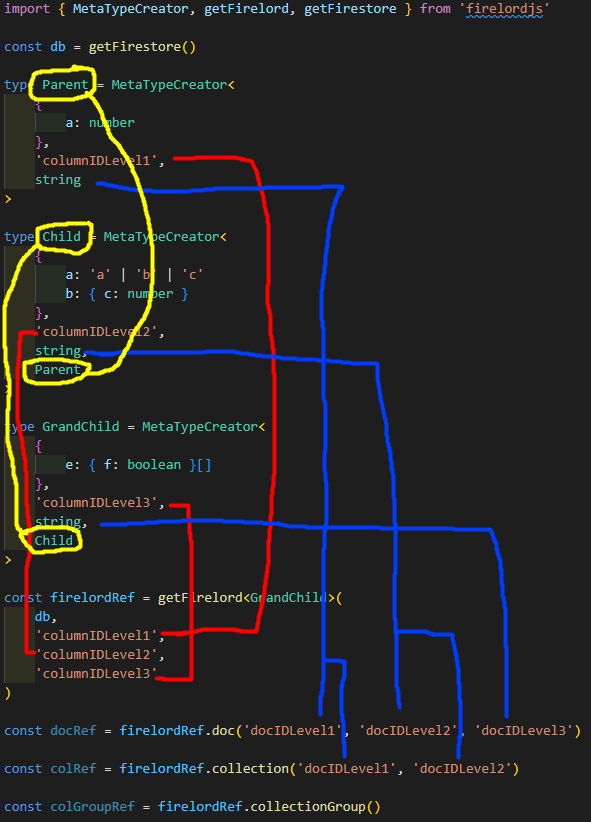 import { MetaTypeCreator, getFirelord, getFirestore } from 'firelordjs'
const db = getFirestore()
type Parent = MetaTypeCreator<
{
a: number
},
'columnIDLevel1',
string
>
type Child = MetaTypeCreator<
{
a: 'a' | 'b' | 'c'
b: { c: number }
},
'columnIDLevel2',
string,
Parent
>
type GrandChild = MetaTypeCreator<
{
e: { f: boolean }[]
},
'columnIDLevel3',
string,
Child
>
const firelordRef = getFirelord<GrandChild>(
db,
'columnIDLevel1',
'columnIDLevel2',
'columnIDLevel3'
)
const docRef = firelordRef.doc('docIDLevel1', 'docIDLevel2', 'docIDLevel3')
const colRef = firelordRef.collection('docIDLevel1', 'docIDLevel2')
const colGroupRef = firelordRef.collectionGroup()